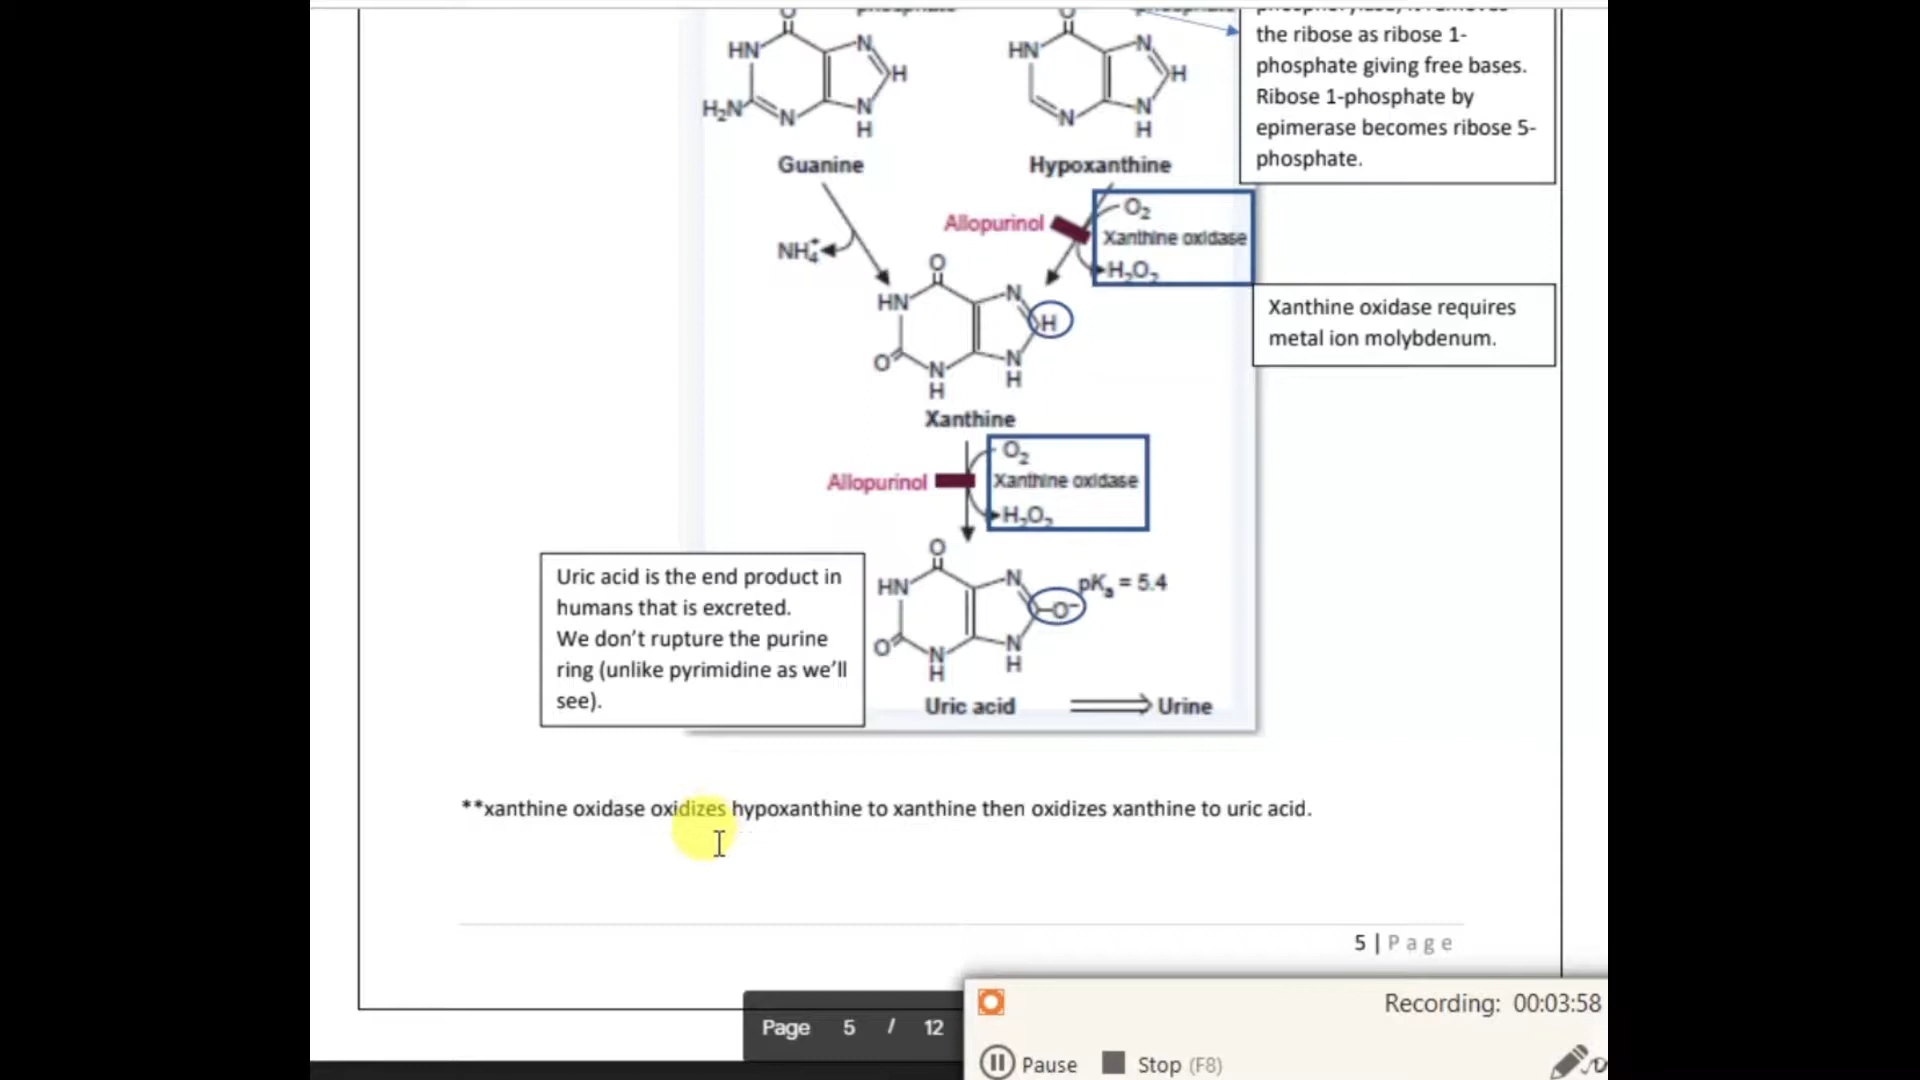 phosphate
phosphate
the ribose as ribose 1-
phosphate giving free bases.
Ribose 1-phosphate by
epimerase becomes ribose 5-
phosphate.
O
HN
N
H
H₂N
N
N
H
Guanine
O
HN
N
H
N
N
H
Hypoxanthine
Allopurinol
O₂
Xanthine oxidase
H₂O₂
NH₄⁺
Xanthine oxidase requires
metal ion molybdenum.
O
HN
N
H
O
N
H
N
H
Xanthine
Allopurinol
O₂
Xanthine oxidase
H₂O₂
Uric acid is the end product in
humans that is excreted.
We don't rupture the purine
ring (unlike pyrimidine as we'll
see).
O
HN
N
O⁻
pKₐ = 5.4
O
N
H
N
H
Uric acid
Urine
**xanthine oxidase oxidizes hypoxanthine to xanthine then oxidizes xanthine to uric acid.
5 | Page
Page 5 / 12
Recording: 00:03:58
Pause
Stop (F8)